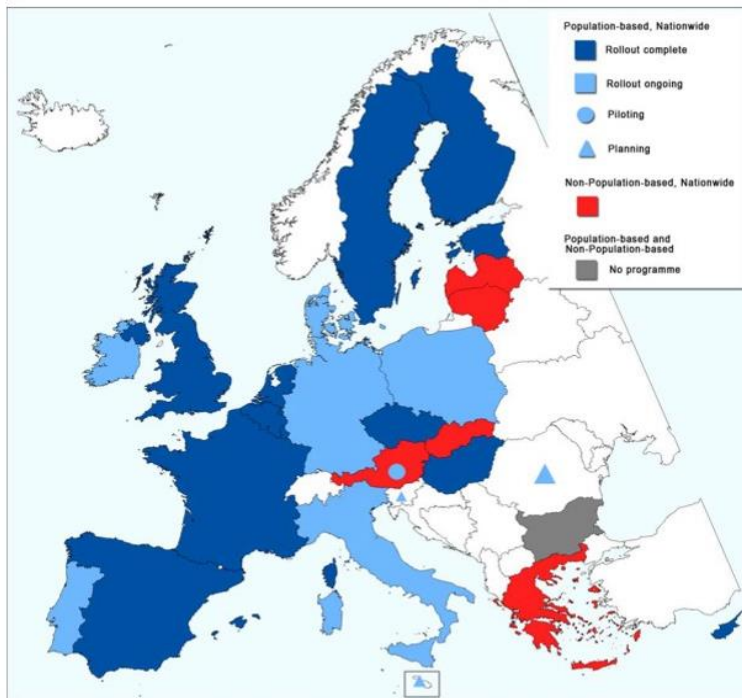 Population-based, Nationwide
Rollout complete
Rollout ongoing
Piloting
Planning
Non-Population-based, Nationwide
Population-based and
Non-Population-based
No programme